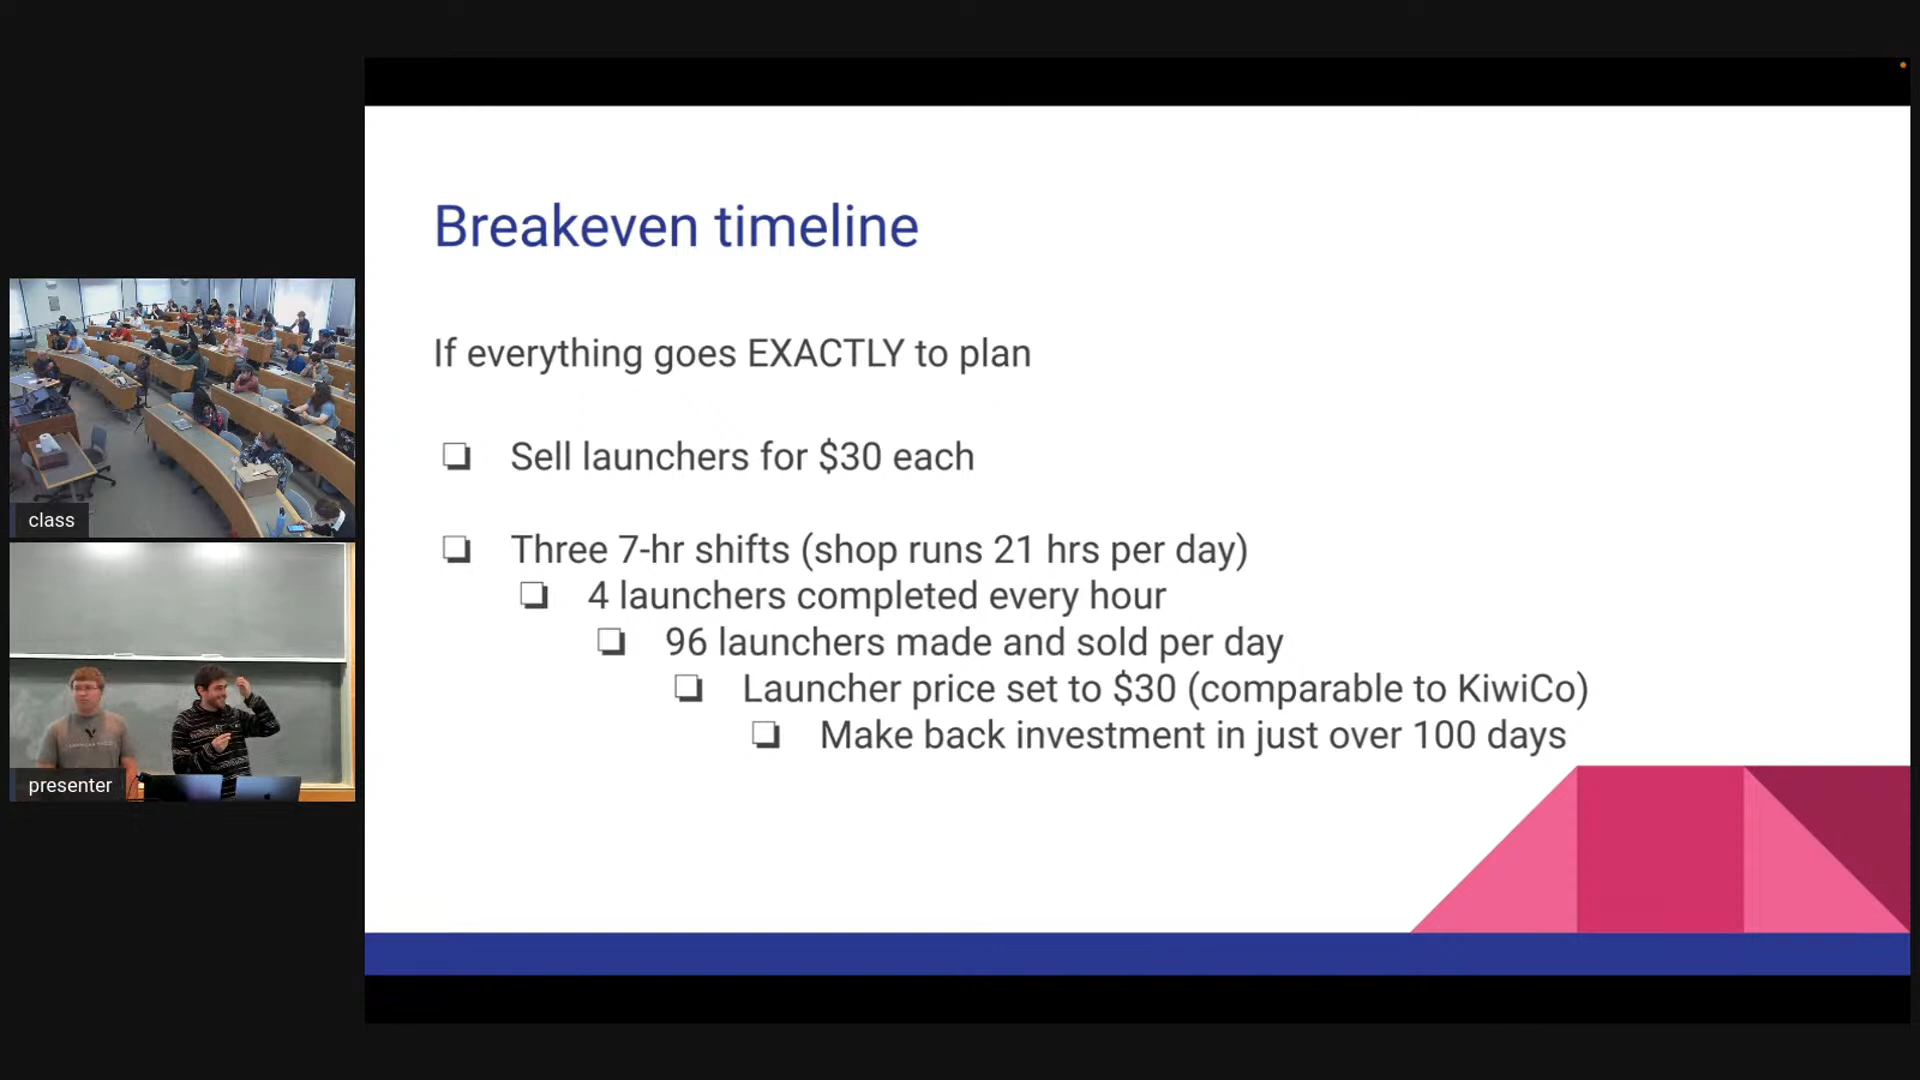 Breakeven timeline
If everything goes EXACTLY to plan
Sell launchers for $30 each
Three 7-hr shifts (shop runs 21 hrs per day)
4 launchers completed every hour
96 launchers made and sold per day
Launcher price set to $30 (comparable to KiwiCo)
Make back investment in just over 100 days
class
presenter